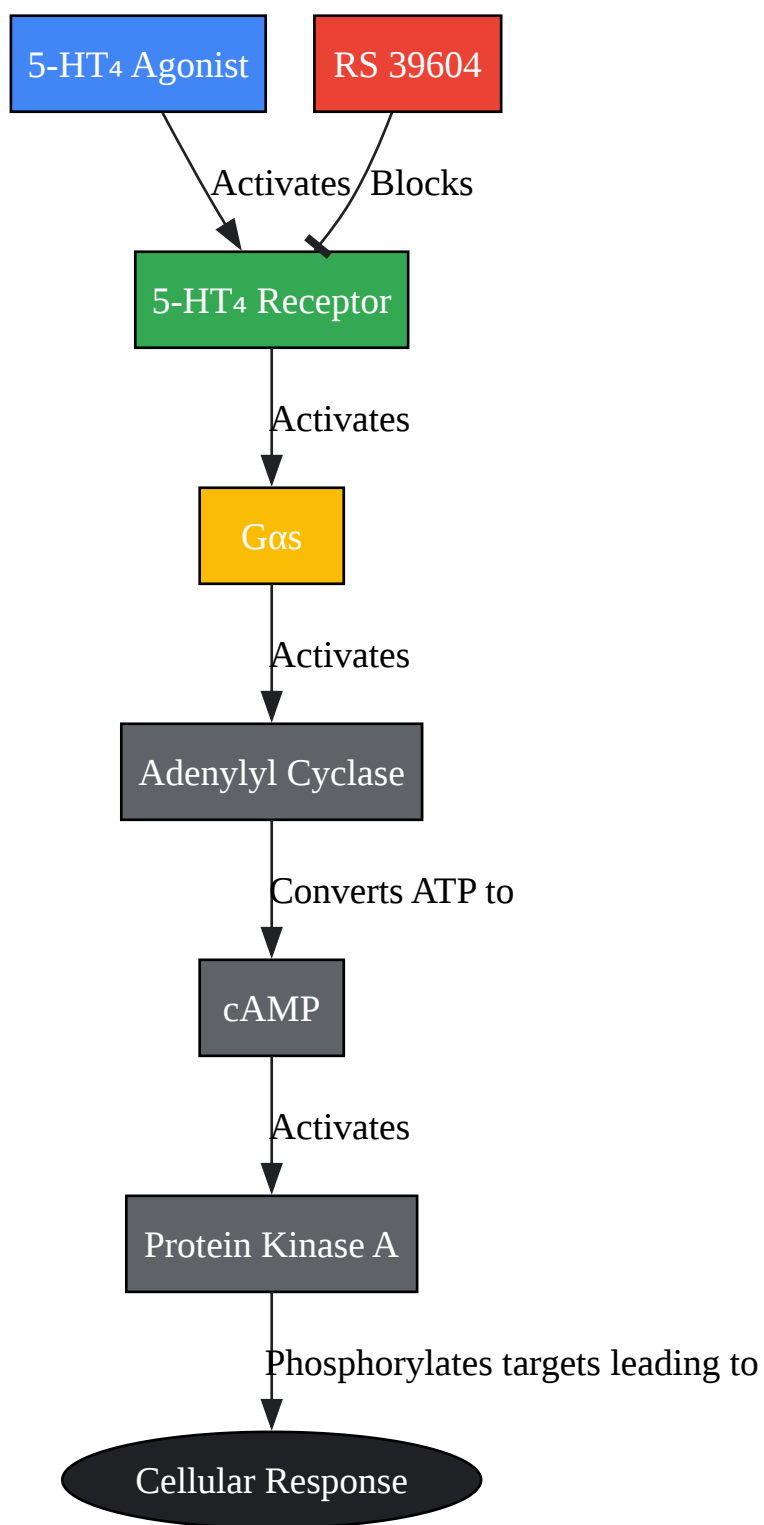 5-HT₄ Agonist
RS 39604
Activates
Blocks
5-HT₄ Receptor
Activates
Gαs
Activates
Adenylyl Cyclase
Converts ATP to
cAMP
Activates
Protein Kinase A
Phosphorylates targets leading to
Cellular Response